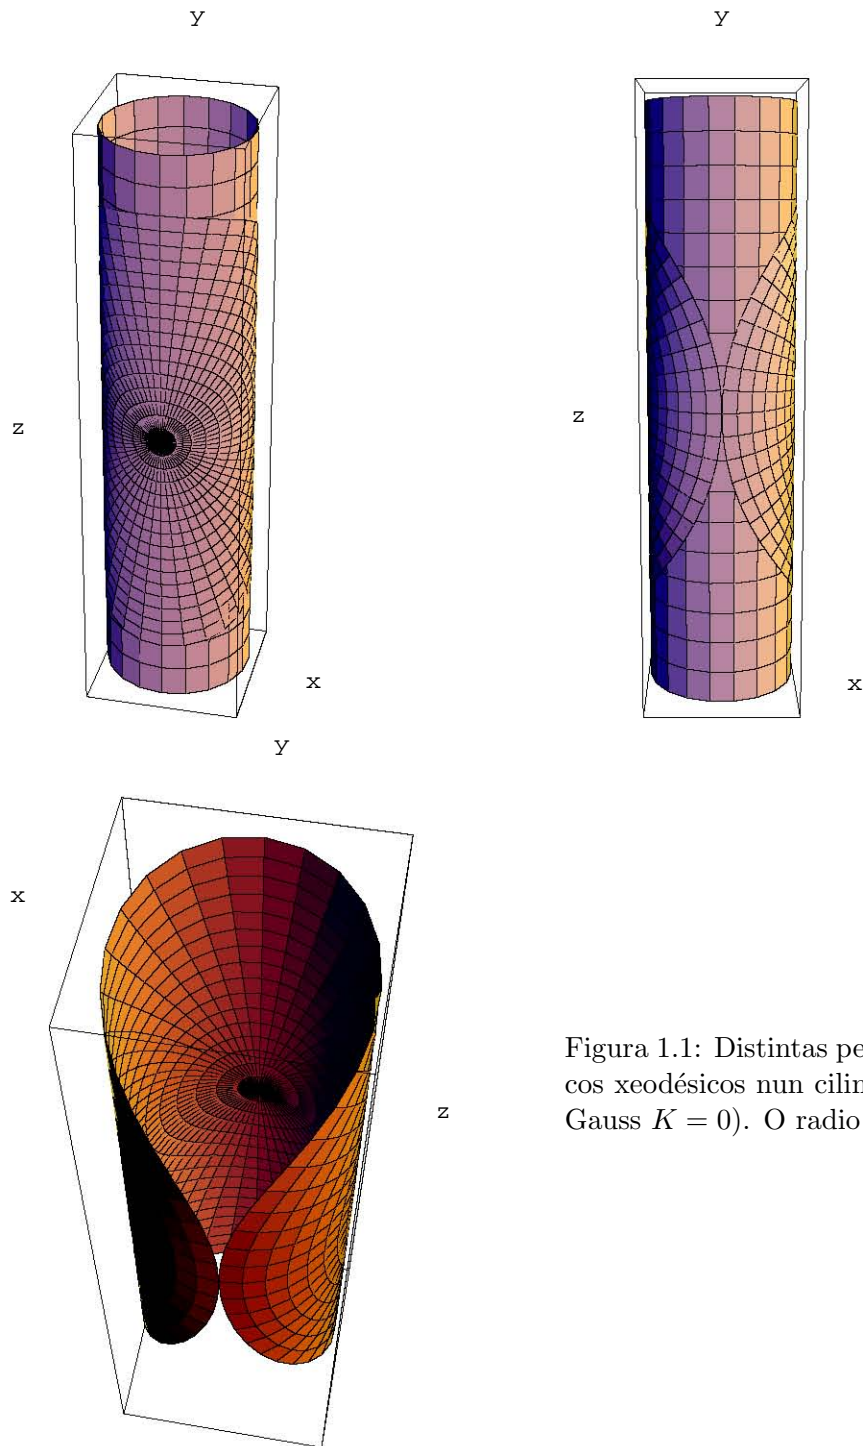 y
y
z
z
x
x
y
x
z
Figura 1.1: Distintas pe
cos xeodésicos nun cilin
Gauss K = 0). O radio